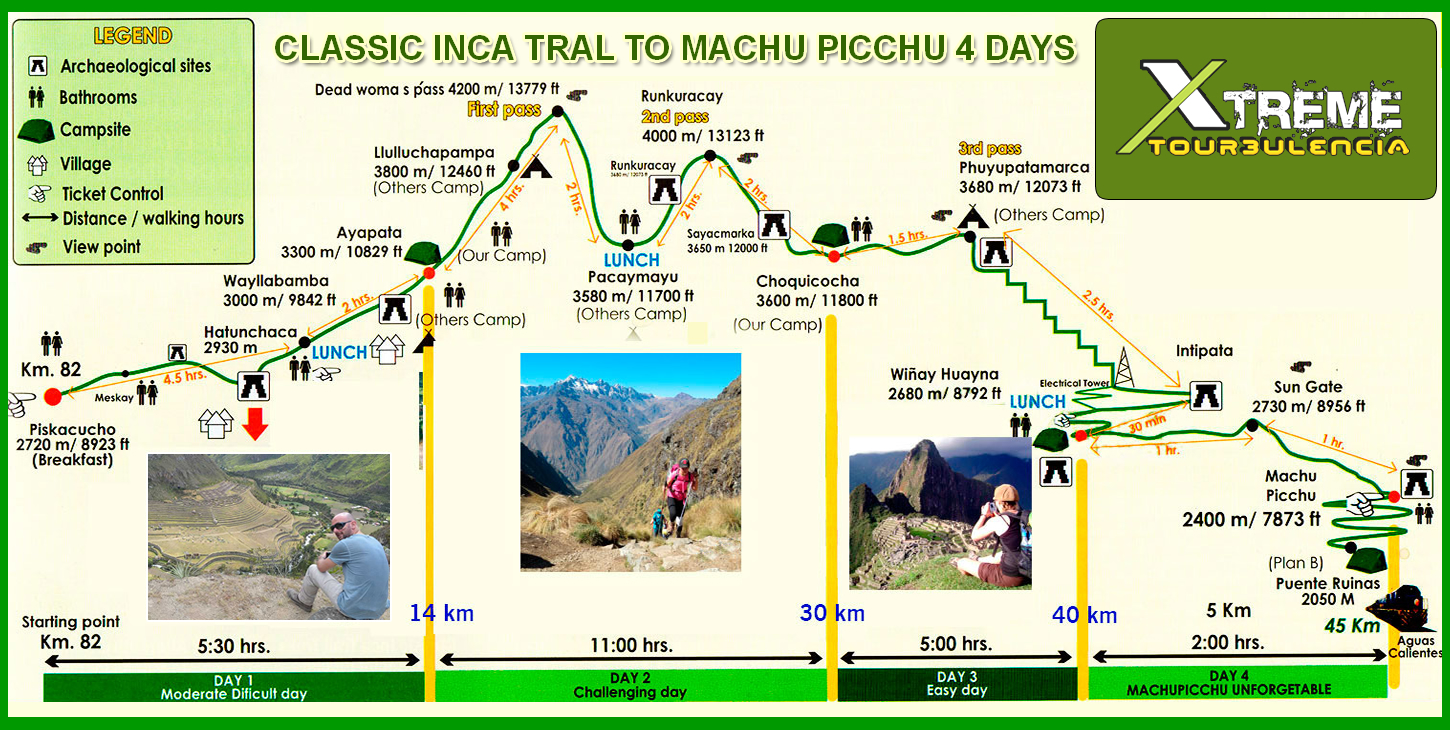 LEGEND
Archaeological sites
Bathrooms
Campsite
Village
Ticket Control
Distance / walking hours
View point
CLASSIC INCA TRAL TO MACHU PICCHU 4 DAYS
XTREME
TOUR3ULENCIA
Dead woma s ṕass 4200 m/ 13779 ft
First pass
Runkuracay
2nd pass
4000 m/ 13123 ft
Llulluchapampa
3800 m/ 12460 ft
(Others Camp)
4 hrs.
2 hrs.
Runkuracay
3680 m/ 12073 ft
2 hrs.
2 hrs.
3rd pass
Phuyupatamarca
3680 m/ 12073 ft
(Others Camp)
Ayapata
3300 m/ 10829 ft
(Our Camp)
LUNCH
Pacaymayu
3580 m/ 11700 ft
(Others Camp)
Sayacmarka
3650 m 12000 ft
1.5 hrs.
Choquicocha
3600 m/ 11800 ft
(Our Camp)
2.5 hrs.
Wayllabamba
3000 m/ 9842 ft
2 hrs.
(Others Camp)
Hatunchaca
2930 m
LUNCH
Km. 82
4.5 hrs.
Meskay
Piskacucho
2720 m/ 8923 ft
(Breakfast)
Intipata
Wiñay Huayna
2680 m/ 8792 ft
Electrical Tower
LUNCH
30 min
1 hr.
Sun Gate
2730 m/ 8956 ft
1 hr.
Machu
Picchu
2400 m/ 7873 ft
(Plan B)
Puente Ruinas
2050 M
45 Km
Aguas
Calientes
Starting point
Km. 82
14 km
30 km
40 km
5 Km
5:30 hrs.
11:00 hrs.
5:00 hrs.
2:00 hrs.
DAY 1
Moderate Dificult day
DAY 2
Challenging day
DAY 3
Easy day
DAY 4
MACHUPICCHU UNFORGETABLE